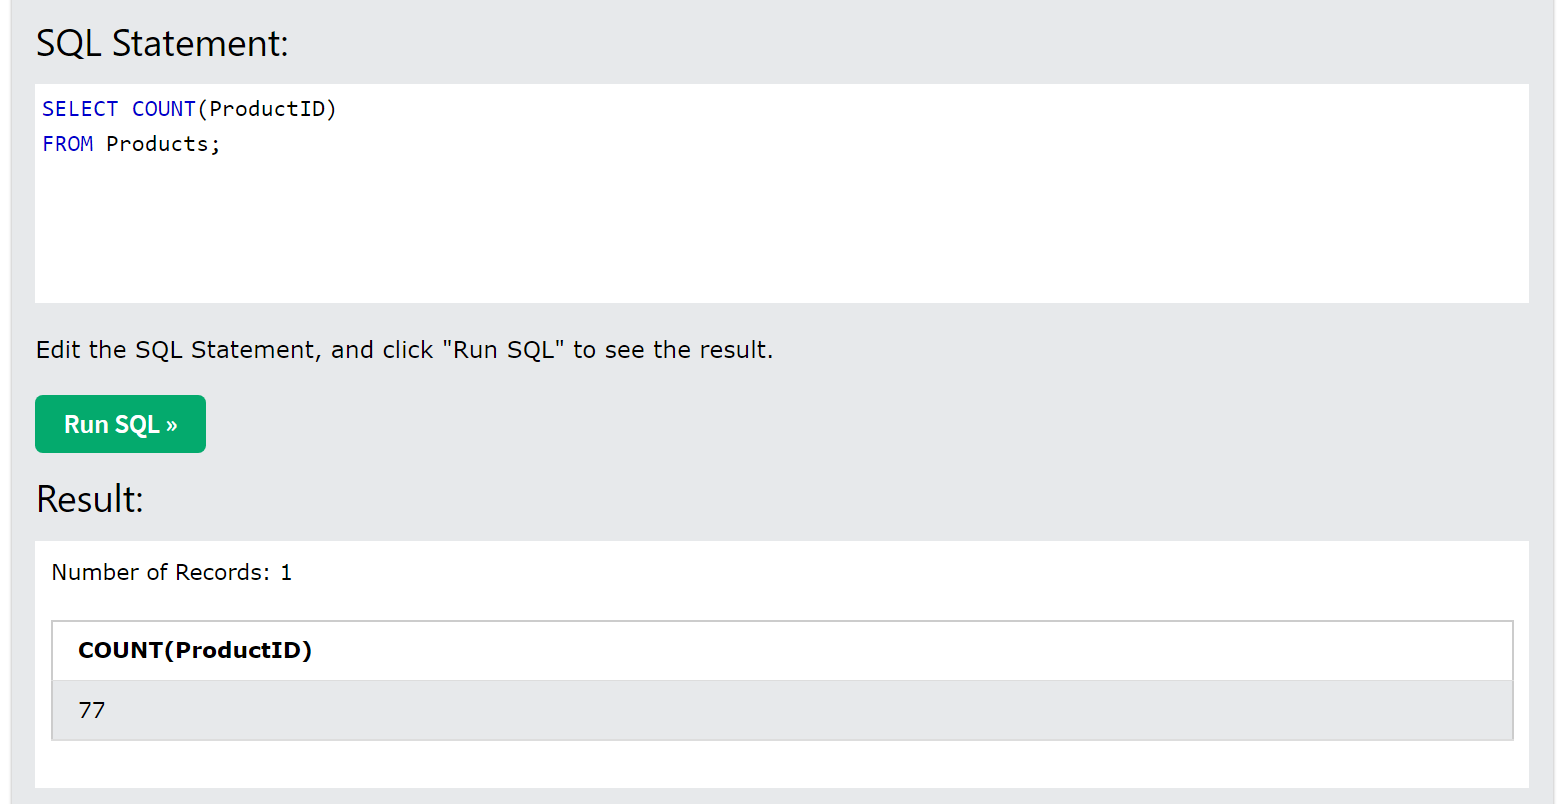 SQL Statement:
SELECT COUNT(ProductID)
FROM Products;
Edit the SQL Statement, and click "Run SQL" to see the result.
Run SQL »
Result:
Number of Records: 1
COUNT(ProductID)
77